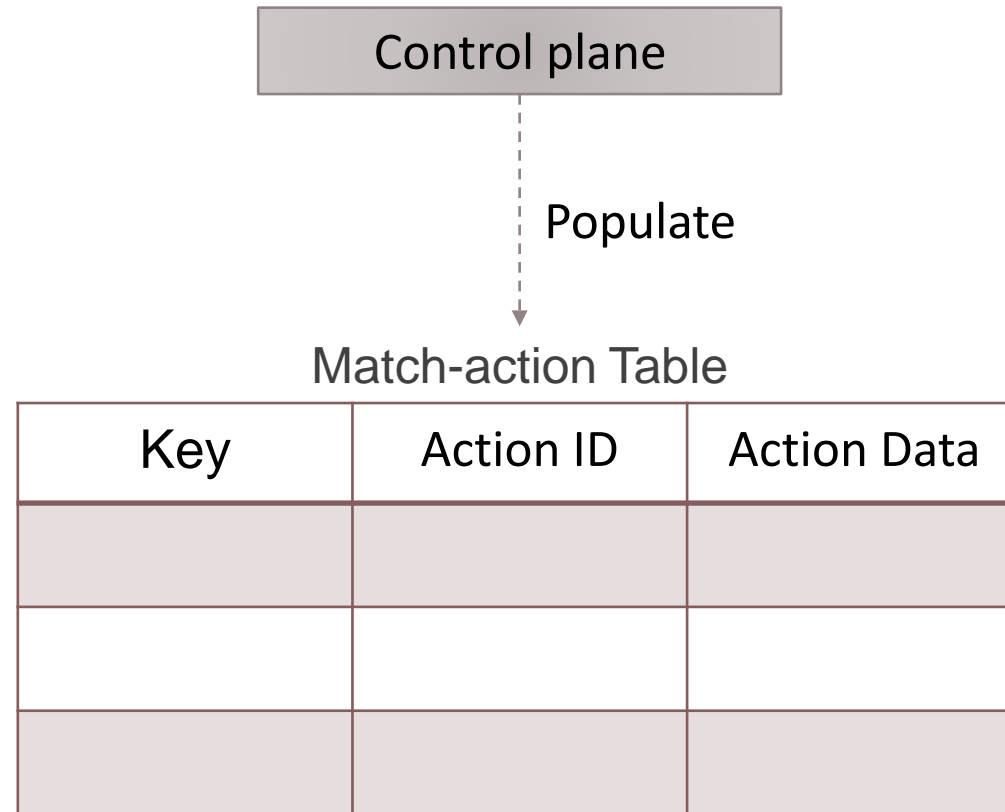 Control plane
Populate
Match-action Table
Key Action ID Action Data